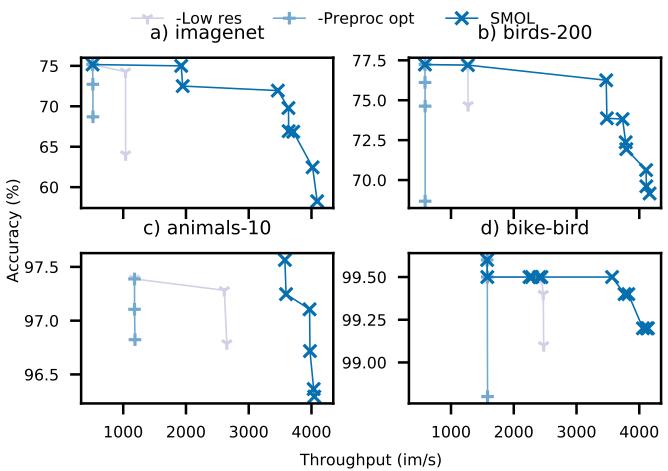 -Low res -Preproc opt SMOL
a) imagenet b) birds-200
75
70
65
60
77.5
75.0
72.5
70.0
Accuracy (%)
c) animals-10 d) bike-bird
97.5
97.0
96.5
99.50
99.25
99.00
1000 2000 3000 4000 1000 2000 3000 4000
Throughput (im/s)